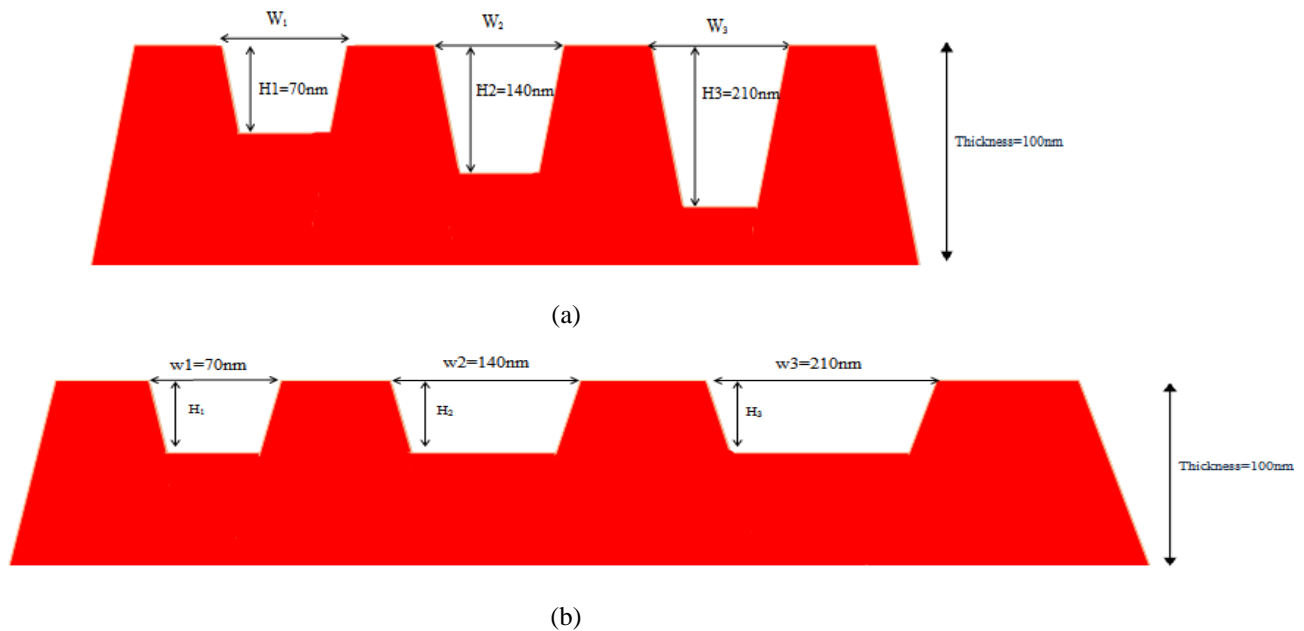 W₁
W₂
W₃
H1=70nm
H2=140nm
H3=210nm
Thickness=100nm
(a)
w1=70nm
w2=140nm
w3=210nm
H₁
H₂
H₃
Thickness=100nm
(b)